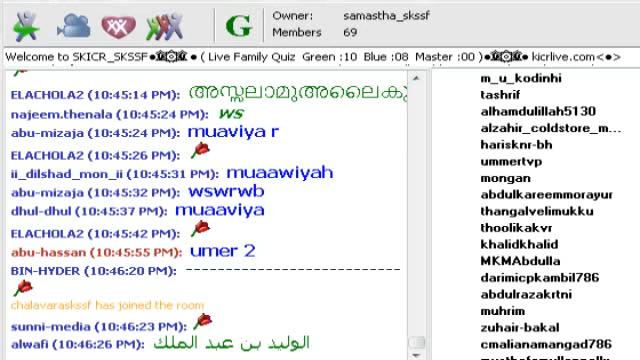 G
Owner: samastha_skssf
Members 69
Welcome to SKICR_SKSSF●۞● ( Live Family Quiz Green :10 Blue :08 Master :00 )●۞● kicrlive.com<●>
ELACHOLA2 (10:45:14 PM): അസ്സലാമുഅലൈകു
najeem.thenala (10:45:24 PM): ws
abu-mizaja (10:45:24 PM): muaviya r
ELACHOLA2 (10:45:26 PM):
ii_dilshad_mon_ii (10:45:31 PM): muaawiyah
abu-mizaja (10:45:32 PM): wswrwb
dhul-dhul (10:45:37 PM): muaaviya
ELACHOLA2 (10:45:42 PM):
abu-hassan (10:45:55 PM): umer 2
BIN-HYDER (10:46:20 PM): --------------------------------
chalavaraskssf has joined the room
sunni-media (10:46:23 PM):
alwafi (10:46:26 PM): الوليد بن عبد الملك
m_u_kodinhi
tashrif
alhamdulillah5130
alzahir_coldstore_m...
harisknr-bh
ummertvp
mongan
abdulkareemmorayur
thangalvelimukku
thoolikakvr
khalidkhalid
MKMAbdulla
darimicpkambil786
abdulrazakrtni
muhrim
zuhair-bakal
cmalianamangad786